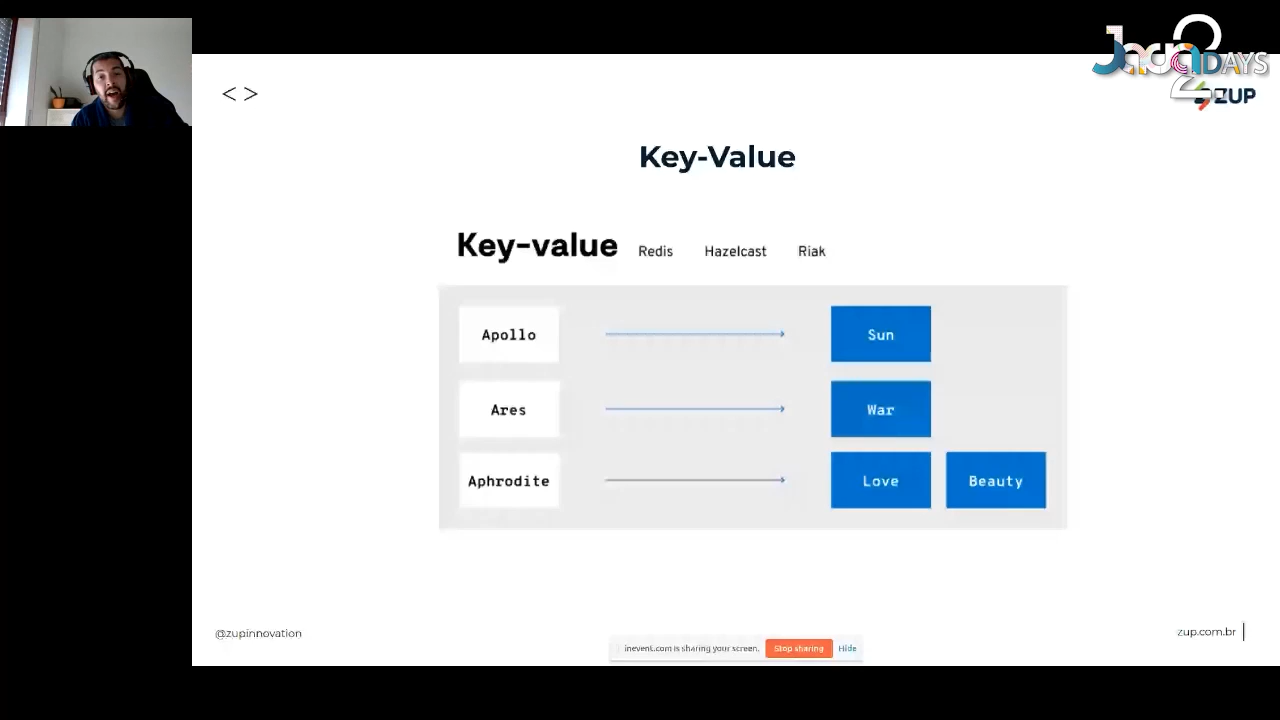 < >
DAYS
ZUP
Key-Value
Key-value Redis Hazelcast Riak
Apollo Sun
Ares War
Aphrodite Love Beauty
@zupinnovation
zup.com.br
inevent.com is sharing your screen. Stop sharing Hide